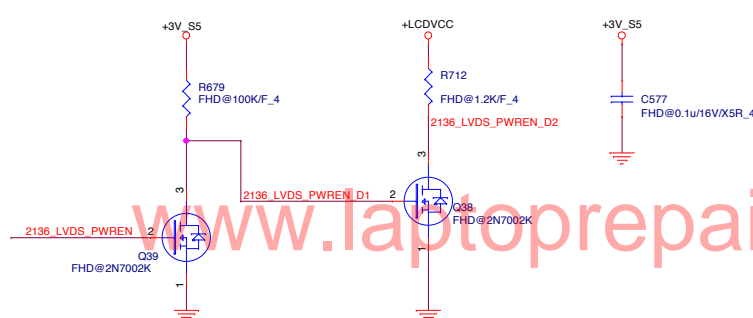 +3V_S5
+LCDVCC
+3V_S5
R679
FHD@100K/F_4
R712
FHD@1.2K/F_4
C577
FHD@0.1u/16V/X5R_4
2136_LVDS_PWREN_D2
3
3
2136_LVDS_PWREN_D1
2
Q38
FHD@2N7002K
2136_LVDS_PWREN
2
Q39
FHD@2N7002K
1
1
www.laptoprepai